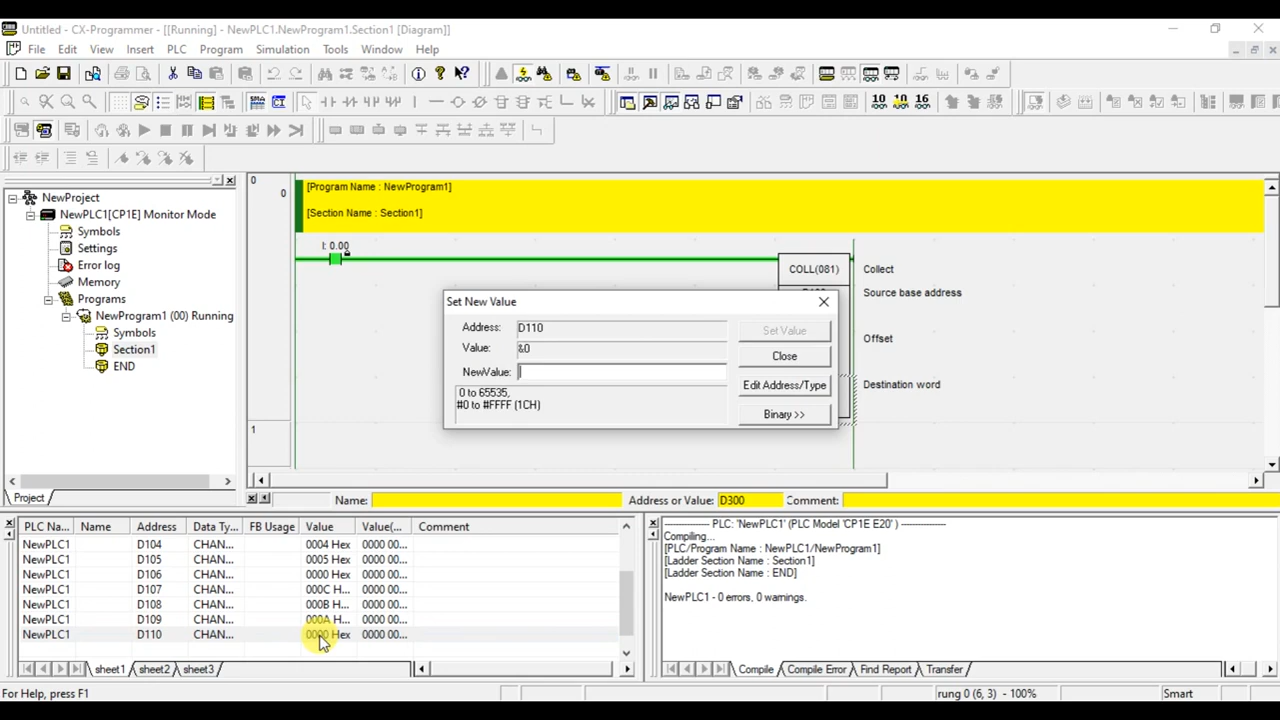 Untitled - CX-Programmer - [[Running] - NewPLC1.NewProgram1.Section1 [Diagram]]
File Edit View Insert PLC Program Simulation Tools Window Help
NewProject
NewPLC1[CP1E] Monitor Mode
Symbols
Settings
Error log
Memory
Programs
NewProgram1 (00) Running
Symbols
Section1
END
Project
0
0
[Program Name : NewProgram1]
[Section Name : Section1]
I: 0.00
COLL(081)
Collect
Source base address
Offset
Destination word
1
Set New Value
Address: D110
Value: &0
NewValue:
0 to 65535,
#0 to #FFFF (1CH)
Set Value
Close
Edit Address/Type
Binary >>
Name: Address or Value: D300 Comment:
PLC Na... Name Address Data Ty... FB Usage Value Value(... Comment
NewPLC1 D104 CHAN... 0004 Hex 0000 00...
NewPLC1 D105 CHAN... 0005 Hex 0000 00...
NewPLC1 D106 CHAN... 0000 Hex 0000 00...
NewPLC1 D107 CHAN... 000C H... 0000 00...
NewPLC1 D108 CHAN... 000B H... 0000 00...
NewPLC1 D109 CHAN... 000A H... 0000 00...
NewPLC1 D110 CHAN... 0000 Hex 0000 00...
sheet1 sheet2 sheet3
-------------- PLC: 'NewPLC1' (PLC Model 'CP1E E20') --------------
Compiling...
[PLC/Program Name : NewPLC1/NewProgram1]
[Ladder Section Name : Section1]
[Ladder Section Name : END]
NewPLC1 - 0 errors, 0 warnings.
Compile Compile Error Find Report Transfer
For Help, press F1
rung 0 (6, 3) - 100%
Smart